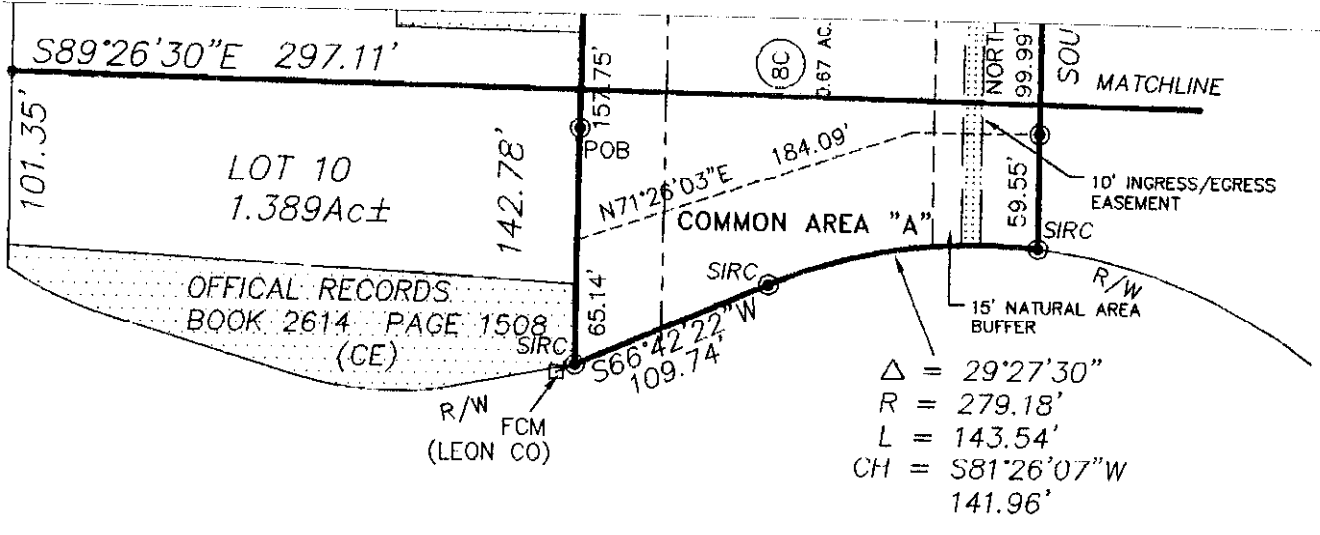 S89°26'30"E 297.11'
157.75'
8C
0.67 AC.
NORTH
99.99'
SOU
MATCHLINE
101.35'
LOT 10
1.389Ac±
142.78'
POB
N71°26'03"E 184.09'
10' INGRESS/EGRESS
EASEMENT
59.55'
COMMON AREA "A"
SIRC
SIRC
R/W
OFFICAL RECORDS
BOOK 2614 PAGE 1508
(CE)
65.14'
SIRC
S66°42'22"W
109.74'
15' NATURAL AREA
BUFFER
R/W
FCM
(LEON CO)
Δ = 29°27'30"
R = 279.18'
L = 143.54'
CH = S81°26'07"W
141.96'